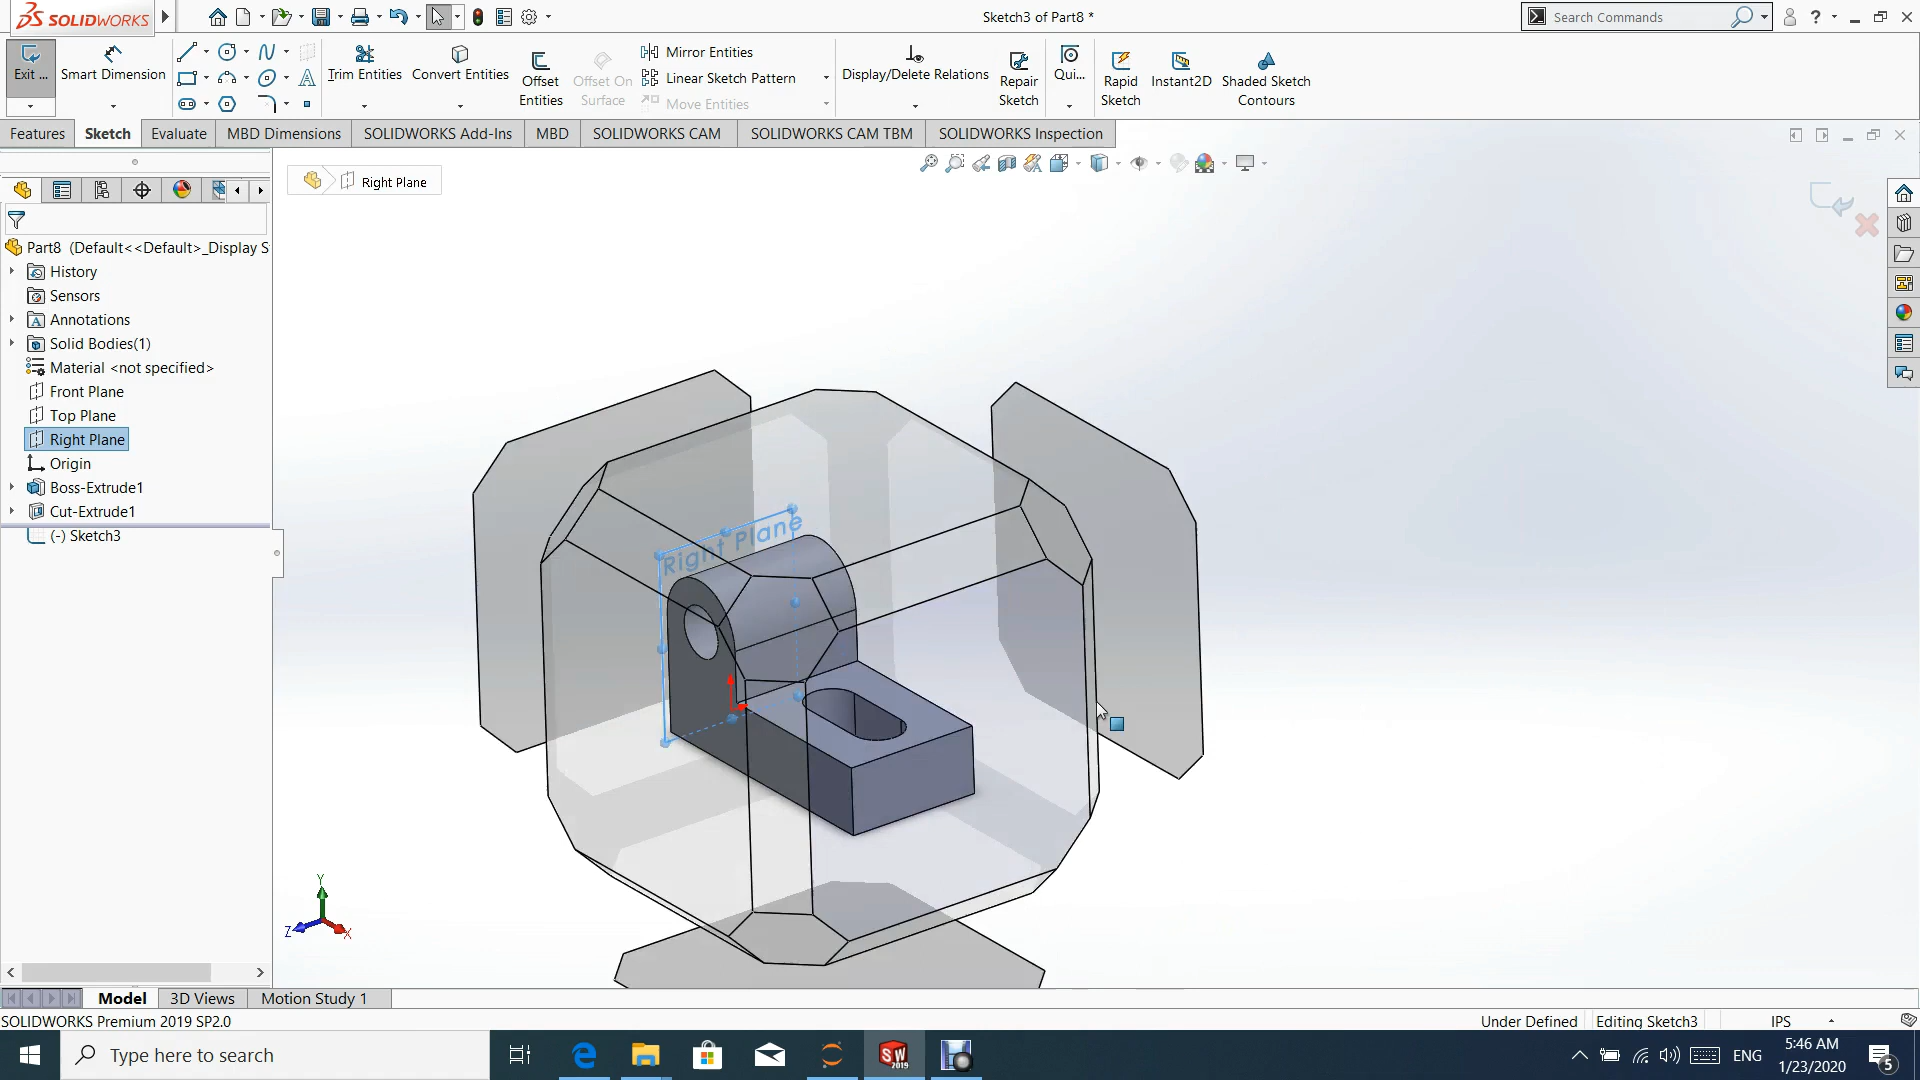 SOLIDWORKS
Sketch3 of Part8 *
Search Commands
?
Exit ...
Smart Dimension
Trim Entities
Convert Entities
Offset Entities
Offset On Surface
Mirror Entities
Linear Sketch Pattern
Move Entities
Display/Delete Relations
Repair Sketch
Qui...
Rapid Sketch
Instant2D
Shaded Sketch Contours
Features
Sketch
Evaluate
MBD Dimensions
SOLIDWORKS Add-Ins
MBD
SOLIDWORKS CAM
SOLIDWORKS CAM TBM
SOLIDWORKS Inspection
Right Plane
Part8 (Default<<Default>_Display S
History
Sensors
Annotations
Solid Bodies(1)
Material <not specified>
Front Plane
Top Plane
Right Plane
Origin
Boss-Extrude1
Cut-Extrude1
(-) Sketch3
Right Plane
Y
Z
X
Model
3D Views
Motion Study 1
SOLIDWORKS Premium 2019 SP2.0
Under Defined
Editing Sketch3
IPS
Type here to search
SW
2019
ENG
5:46 AM
1/23/2020
5